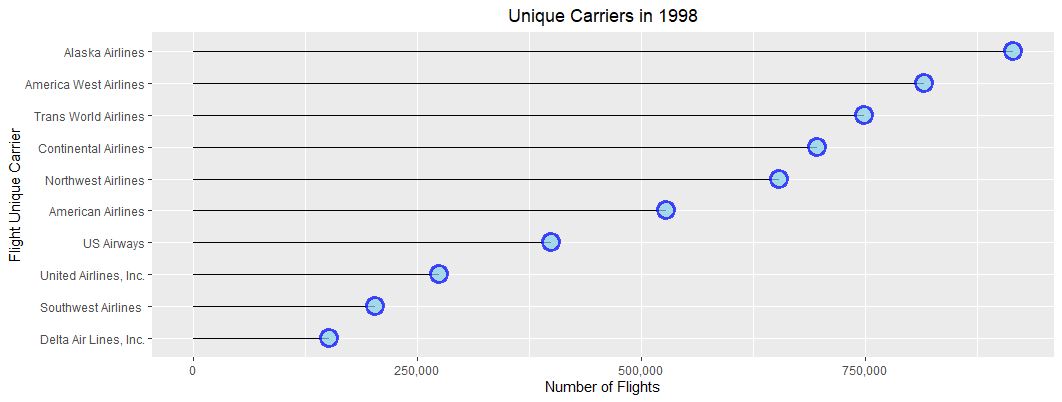 Unique Carriers in 1998
Flight Unique Carrier
Alaska Airlines
America West Airlines
Trans World Airlines
Continental Airlines
Northwest Airlines
American Airlines
US Airways
United Airlines, Inc.
Southwest Airlines
Delta Air Lines, Inc.
0 250,000 500,000 750,000
Number of Flights